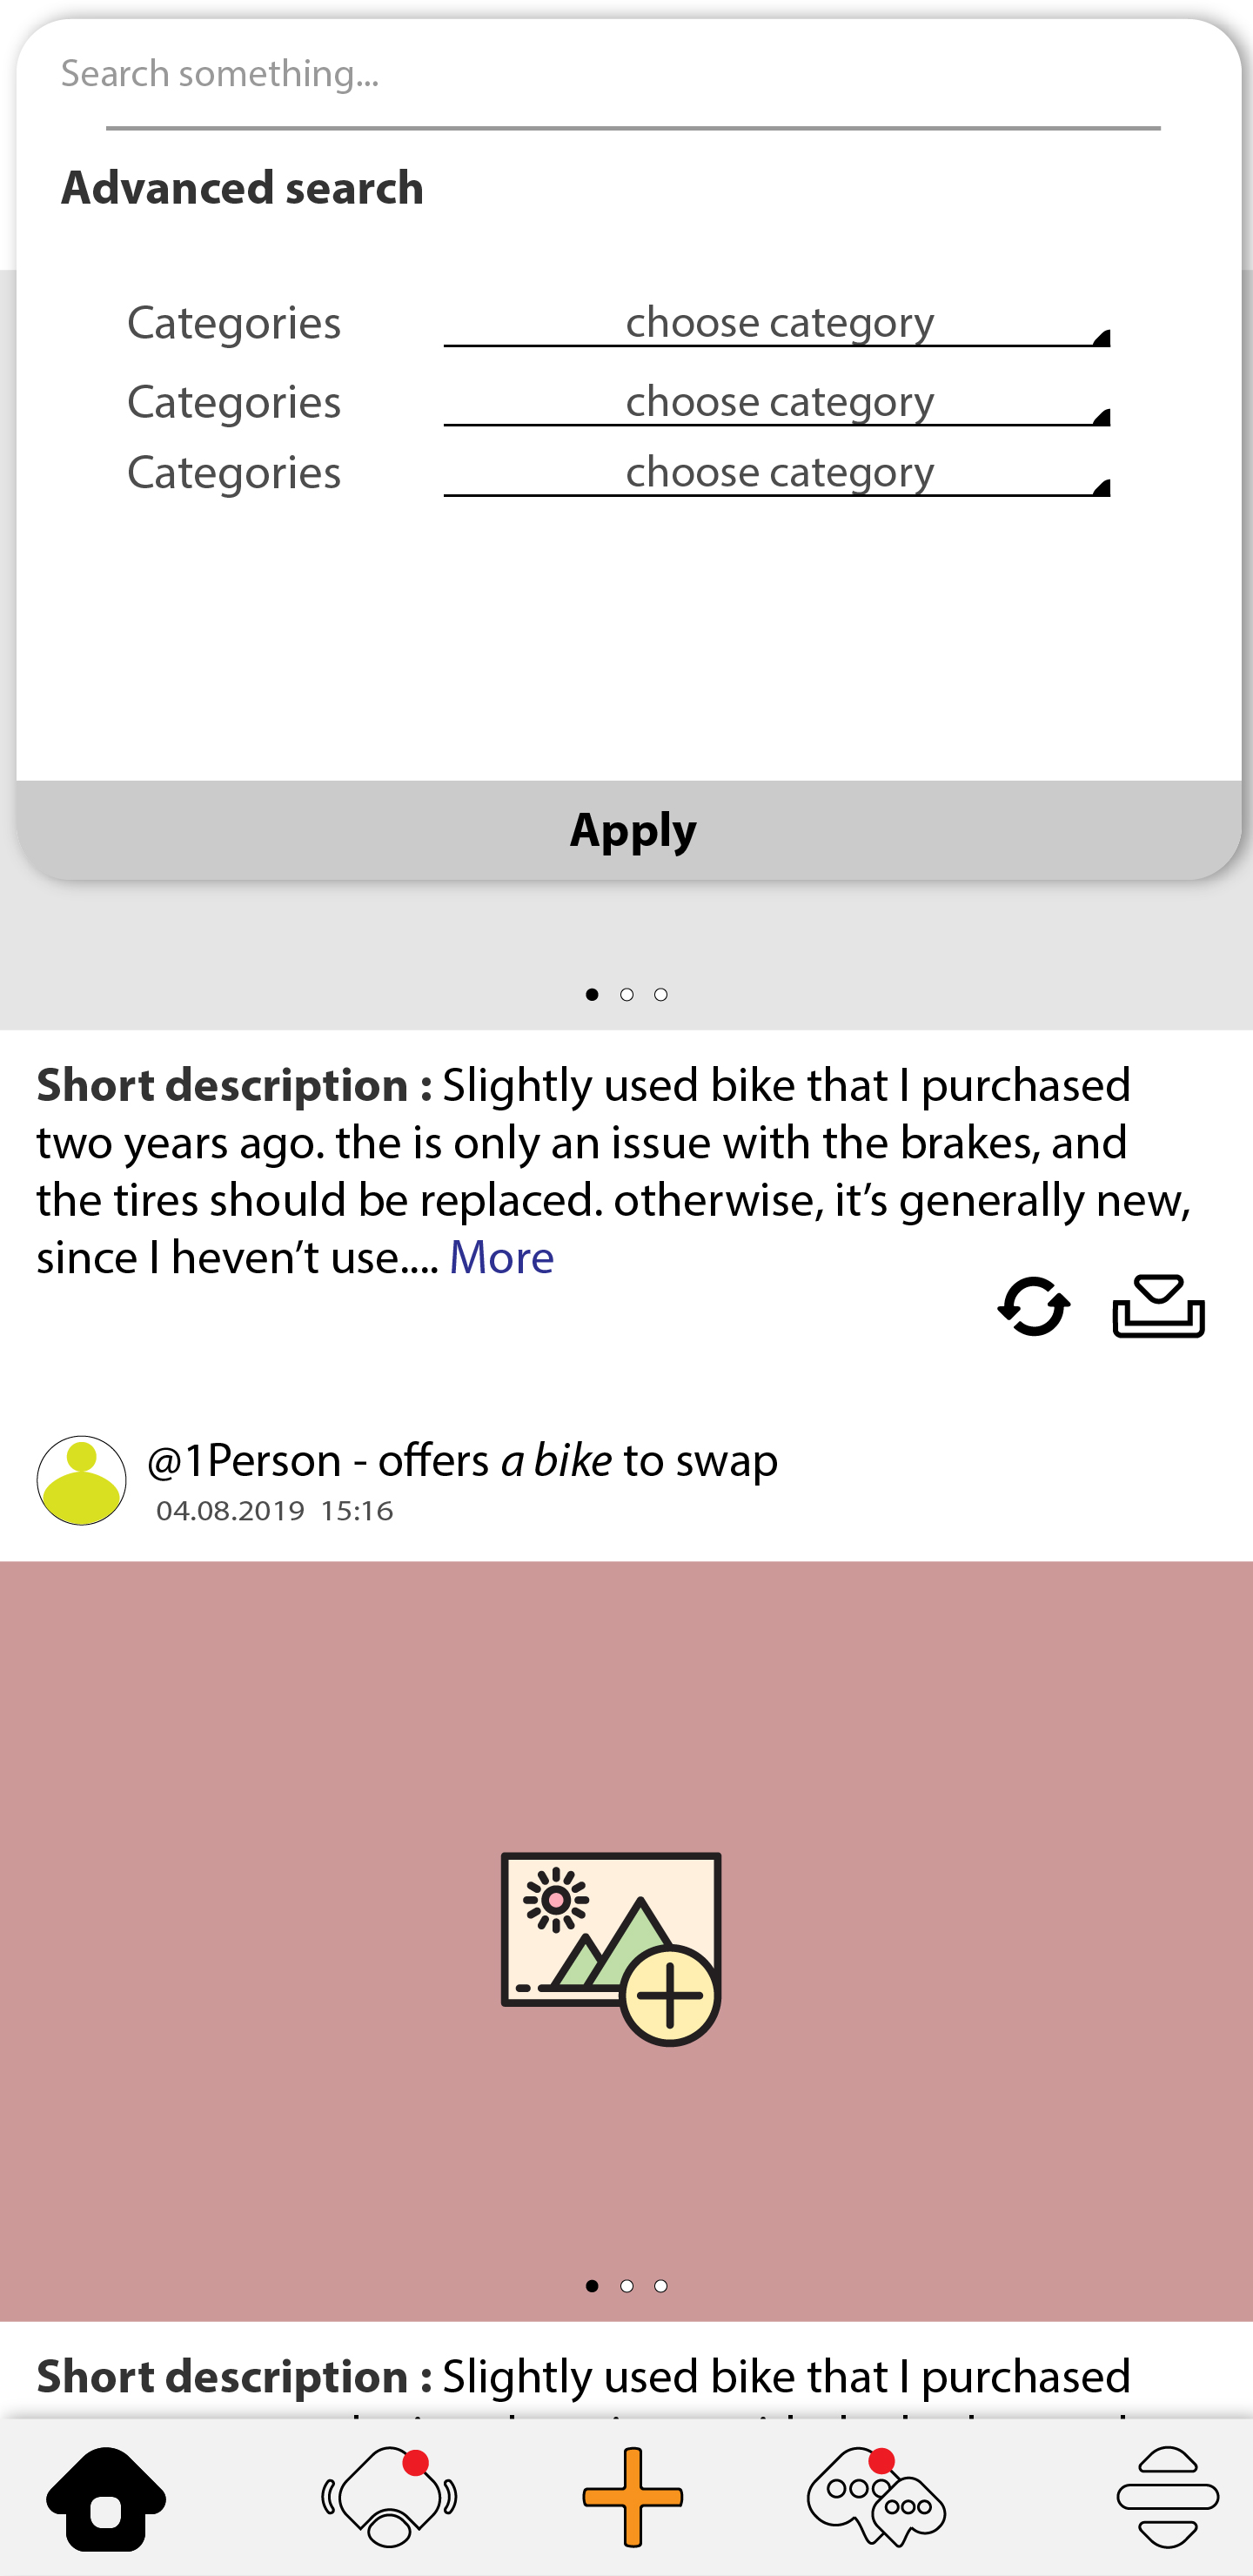 Search something...
Advanced search
Categories choose category
Categories choose category
Categories choose category
Apply
Short description : Slightly used bike that I purchased
two years ago. the is only an issue with the brakes, and
the tires should be replaced. otherwise, it's generally new,
since I heven't use.... More
@1Person - offers a bike to swap
04.08.2019 15:16
Short description : Slightly used bike that I purchased